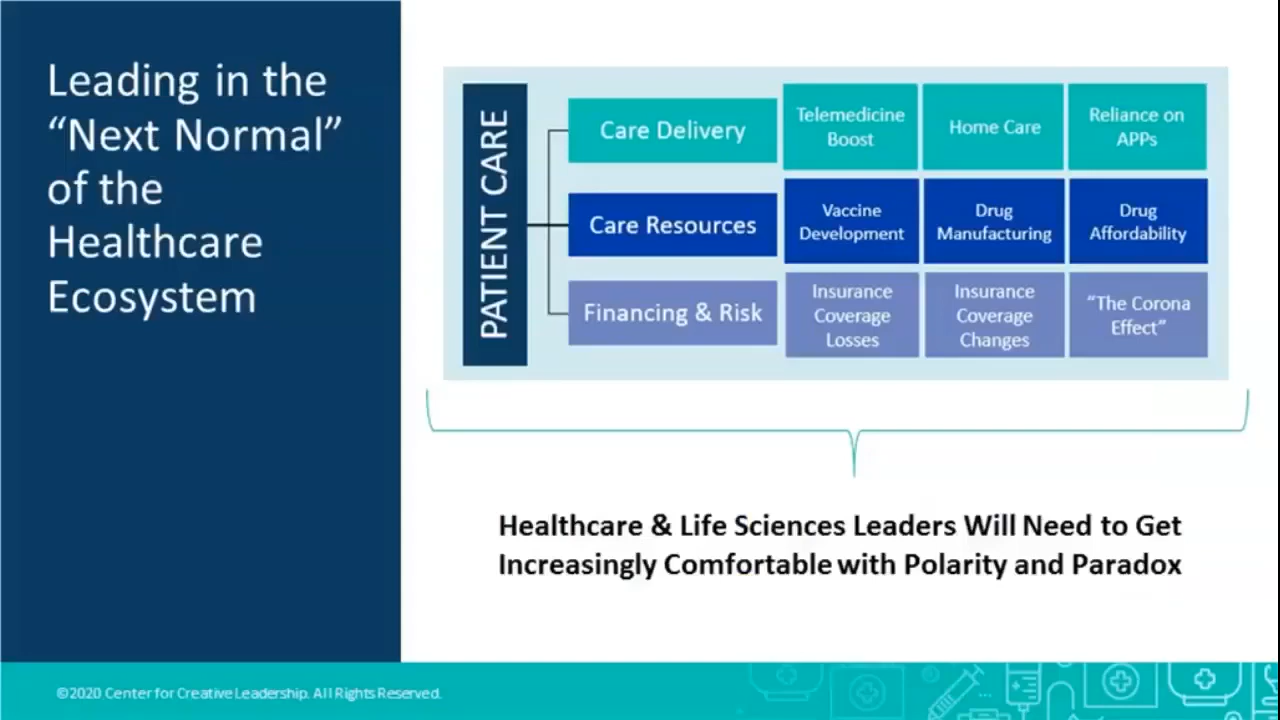 Leading in the
“Next Normal”
of the
Healthcare
Ecosystem
PATIENT CARE
Care Delivery
Telemedicine
Boost
Home Care
Reliance on
APPs
Care Resources
Vaccine
Development
Drug
Manufacturing
Drug
Affordability
Financing & Risk
Insurance
Coverage
Losses
Insurance
Coverage
Changes
“The Corona
Effect”
Healthcare & Life Sciences Leaders Will Need to Get
Increasingly Comfortable with Polarity and Paradox
©2020 Center for Creative Leadership. All Rights Reserved.